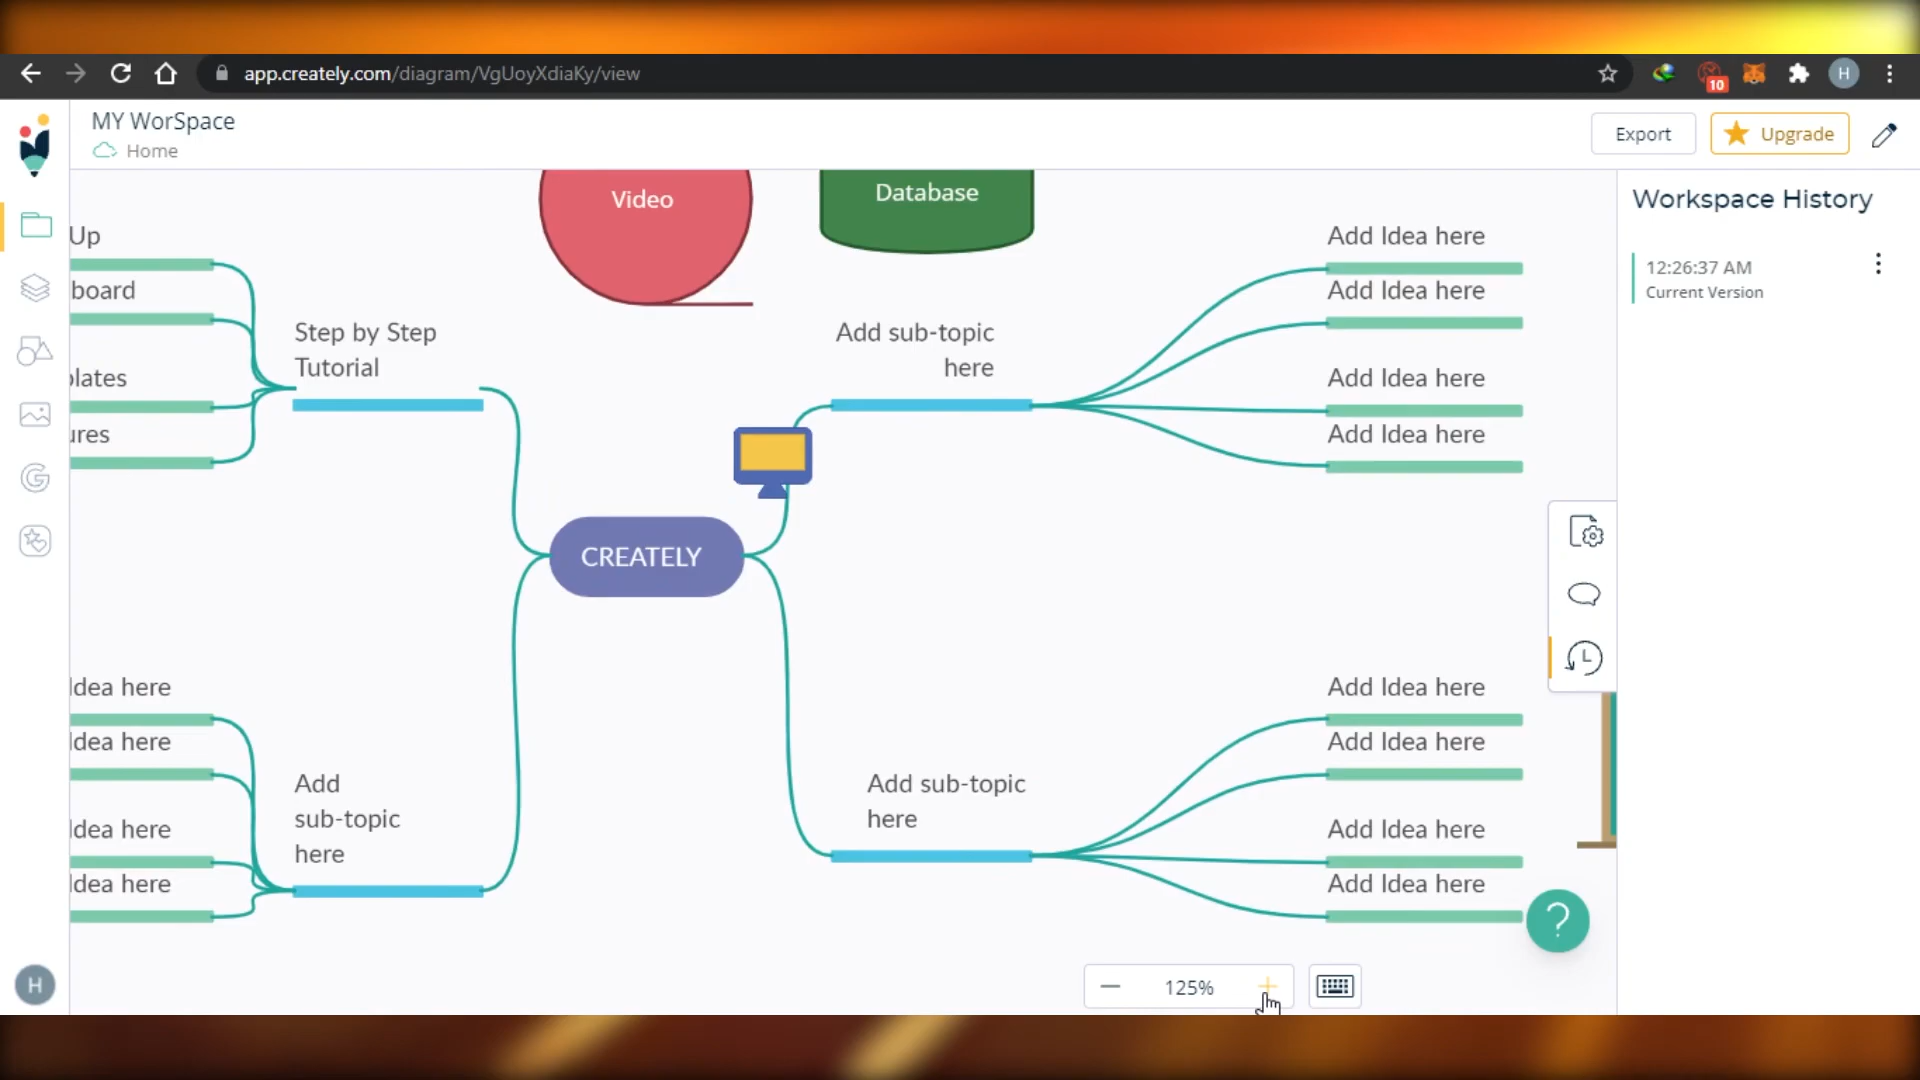 app.creately.com/diagram/VgUoyXdiaKy/view
10
H
MY WorSpace
Home
Export
Upgrade
Workspace History
12:26:37 AM
Current Version
Video
Database
Up
board
Step by Step
Tutorial
Add sub-topic
here
Add Idea here
Add Idea here
Add Idea here
Add Idea here
CREATELY
Idea here
Idea here
Idea here
Idea here
Add
sub-topic
here
Add sub-topic
here
Add Idea here
Add Idea here
Add Idea here
Add Idea here
?
H
125%